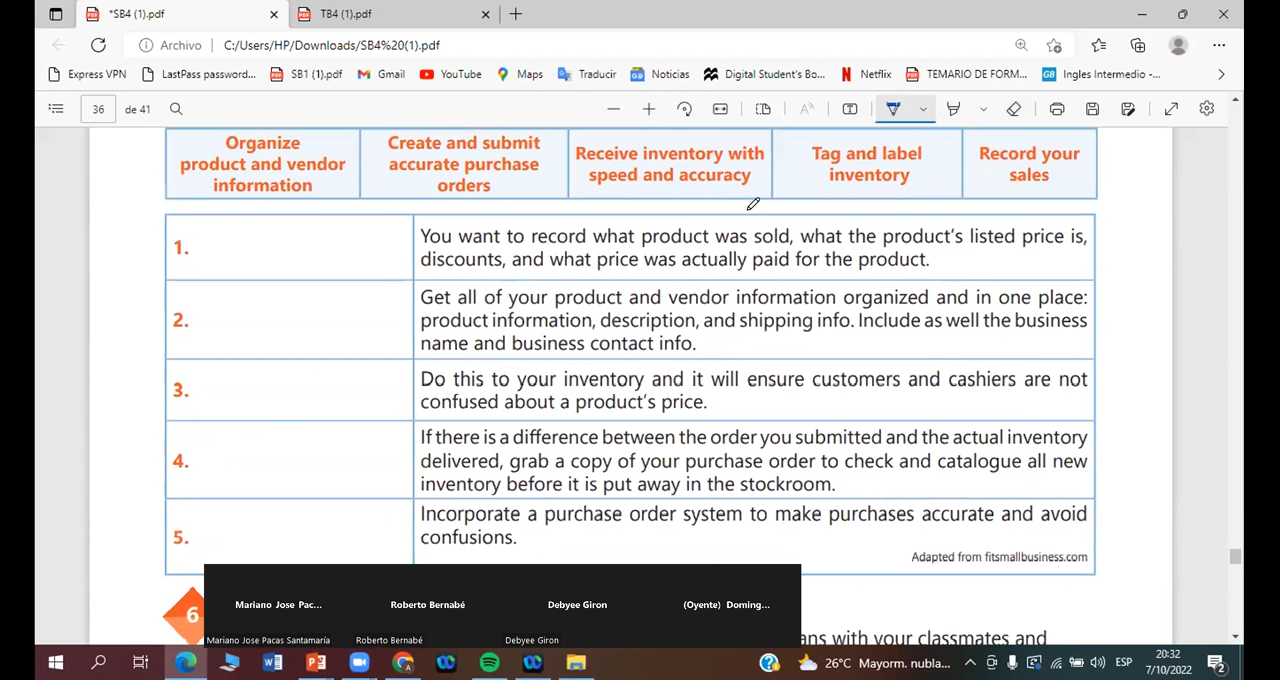 *SB4 (1).pdf
TB4 (1).pdf
Archivo
C:/Users/HP/Downloads/SB4%20(1).pdf
Express VPN
LastPass password...
SB1 (1).pdf
Gmail
YouTube
Maps
Traducir
Noticias
Digital Student's Bo...
Netflix
TEMARIO DE FORM...
Ingles Intermedio -...
36
de 41
Organize
product and vendor
information
Create and submit
accurate purchase
orders
Receive inventory with
speed and accuracy
Tag and label
inventory
Record your
sales
1.
You want to record what product was sold, what the product's listed price is,
discounts, and what price was actually paid for the product.
2.
Get all of your product and vendor information organized and in one place:
product information, description, and shipping info. Include as well the business
name and business contact info.
3.
Do this to your inventory and it will ensure customers and cashiers are not
confused about a product's price.
4.
If there is a difference between the order you submitted and the actual inventory
delivered, grab a copy of your purchase order to check and catalogue all new
inventory before it is put away in the stockroom.
5.
Incorporate a purchase order system to make purchases accurate and avoid
confusions.
Adapted from fitsmallbusiness.com
6
with your classmates and
Mariano Jose Pac...
Roberto Bernabé
Debyee Giron
(Oyente) Doming...
Mariano Jose Pacas Santamaría
Roberto Bernabé
Debyee Giron
26°C Mayorm. nubla...
ESP
20:32
7/10/2022
2